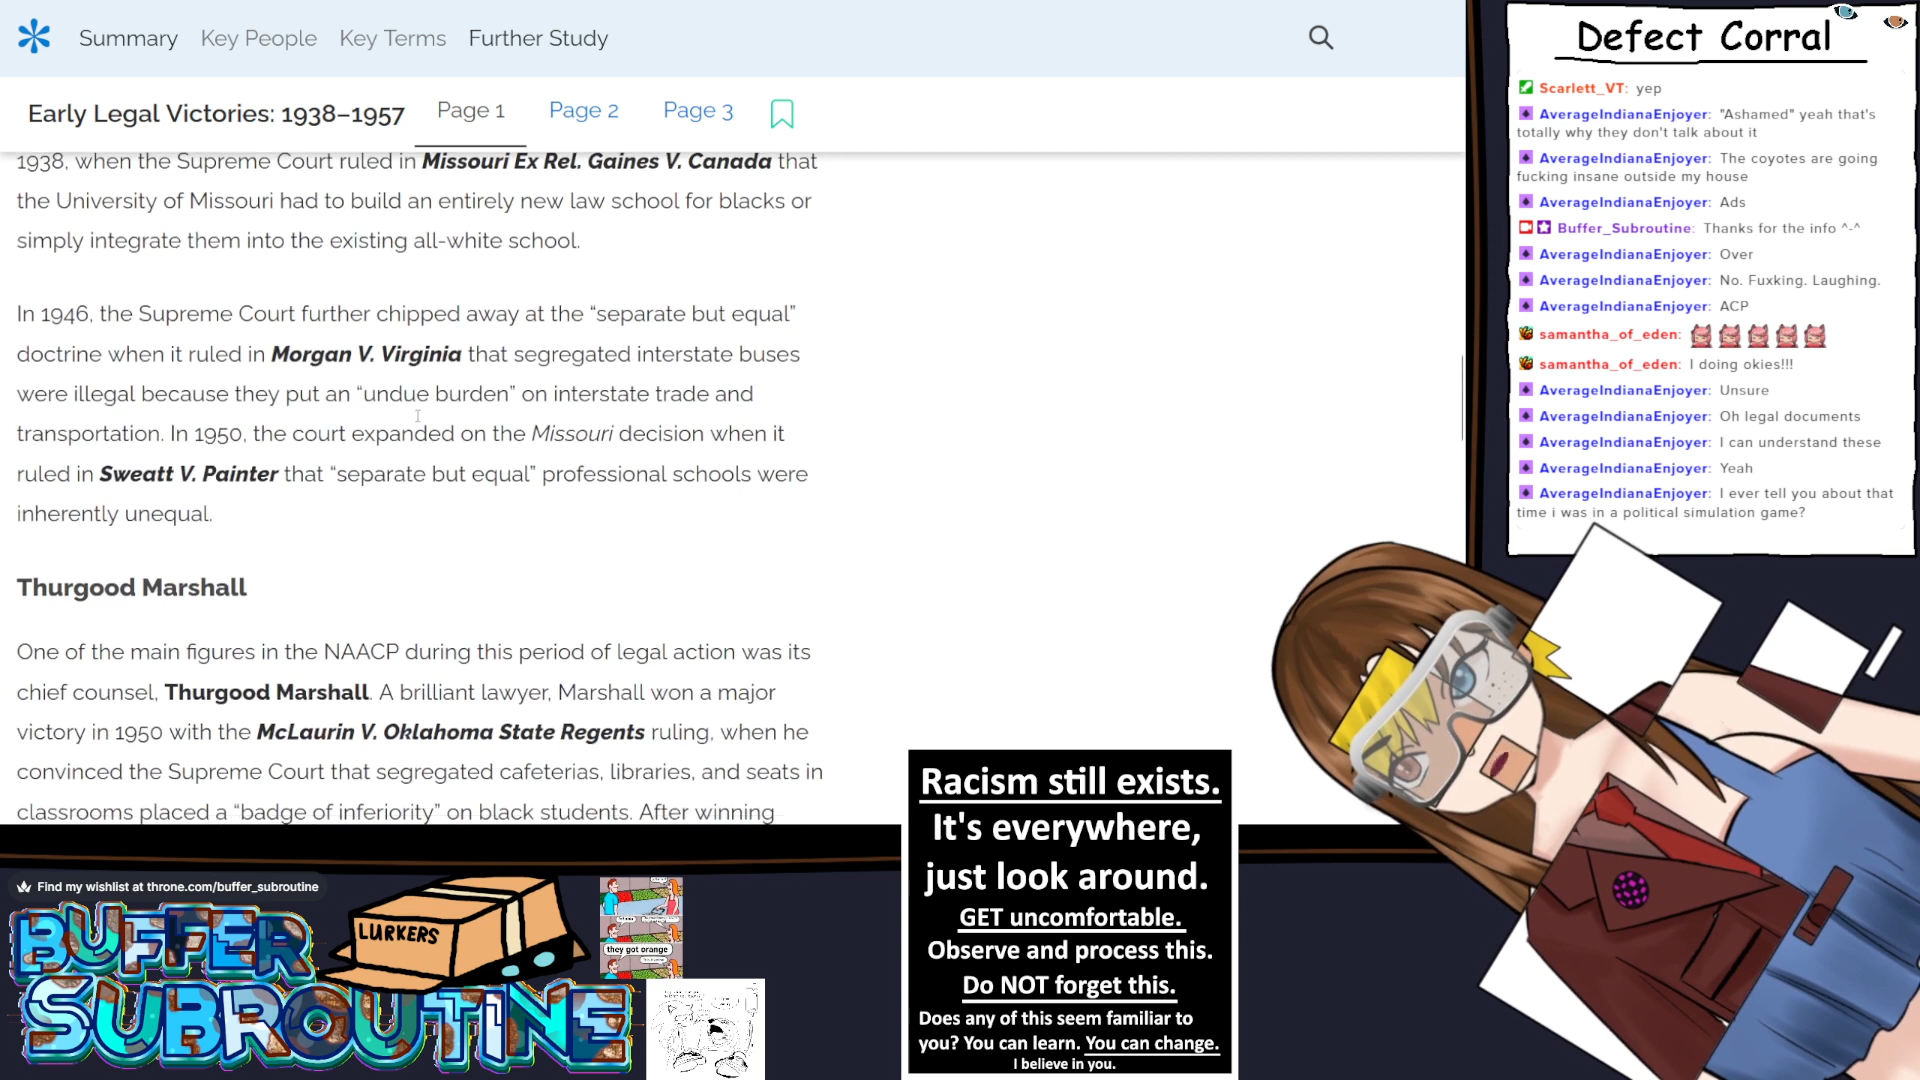 Summary Key People Key Terms Further Study
Early Legal Victories: 1938–1957 Page 1 Page 2 Page 3
1938, when the Supreme Court ruled in Missouri Ex Rel. Gaines V. Canada that
the University of Missouri had to build an entirely new law school for blacks or
simply integrate them into the existing all-white school.
In 1946, the Supreme Court further chipped away at the “separate but equal”
doctrine when it ruled in Morgan V. Virginia that segregated interstate buses
were illegal because they put an “undue burden” on interstate trade and
transportation. In 1950, the court expanded on the Missouri decision when it
ruled in Sweatt V. Painter that “separate but equal” professional schools were
inherently unequal.
Thurgood Marshall
One of the main figures in the NAACP during this period of legal action was its
chief counsel, Thurgood Marshall. A brilliant lawyer, Marshall won a major
victory in 1950 with the McLaurin V. Oklahoma State Regents ruling, when he
convinced the Supreme Court that segregated cafeterias, libraries, and seats in
classrooms placed a “badge of inferiority” on black students. After winning
Defect Corral
Scarlett_VT: yep
AverageIndianaEnjoyer: "Ashamed" yeah that's
totally why they don't talk about it
AverageIndianaEnjoyer: The coyotes are going
fucking insane outside my house
AverageIndianaEnjoyer: Ads
Buffer_Subroutine: Thanks for the info ^-^
AverageIndianaEnjoyer: Over
AverageIndianaEnjoyer: No. Fuxking. Laughing.
AverageIndianaEnjoyer: ACP
samantha_of_eden:
samantha_of_eden: I doing okies!!!
AverageIndianaEnjoyer: Unsure
AverageIndianaEnjoyer: Oh legal documents
AverageIndianaEnjoyer: I can understand these
AverageIndianaEnjoyer: Yeah
AverageIndianaEnjoyer: I ever tell you about that
time i was in a political simulation game?
Find my wishlist at throne.com/buffer_subroutine
BUFFER
SUBROUTINE
LURKERS
they got orange
Racism still exists.
It's everywhere,
just look around.
GET uncomfortable.
Observe and process this.
Do NOT forget this.
Does any of this seem familiar to
you? You can learn. You can change.
I believe in you.